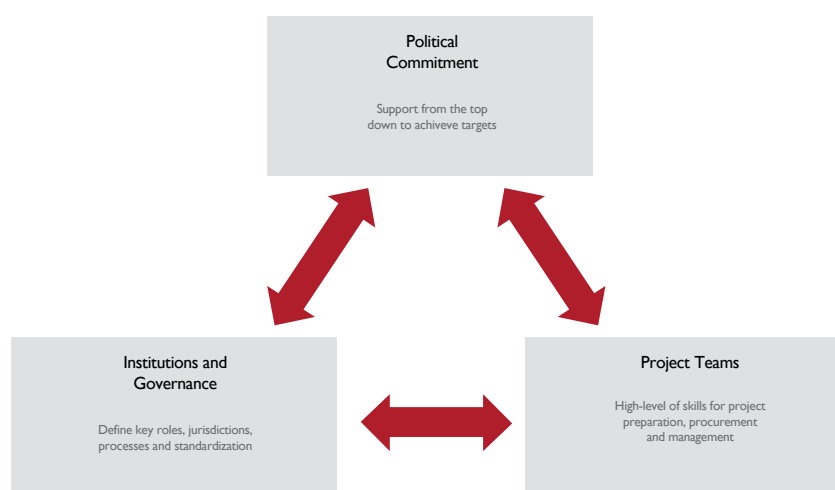 Political
Commitment
Support from the top
down to achiveve targets
Institutions and
Governance
Define key roles, jurisdictions,
processes and standardization
Project Teams
High-level of skills for project
preparation, procurement
and management